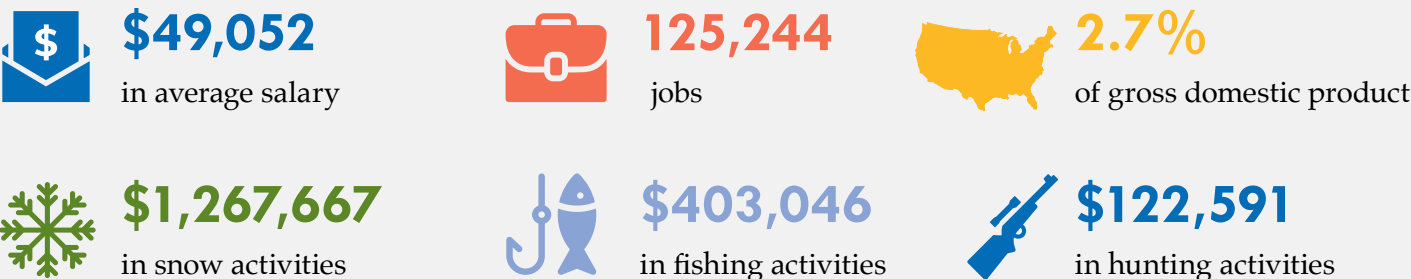 $
$49,052
in average salary
125,244
jobs
2.7%
of gross domestic product
$1,267,667
in snow activities
$403,046
in fishing activities
$122,591
in hunting activities